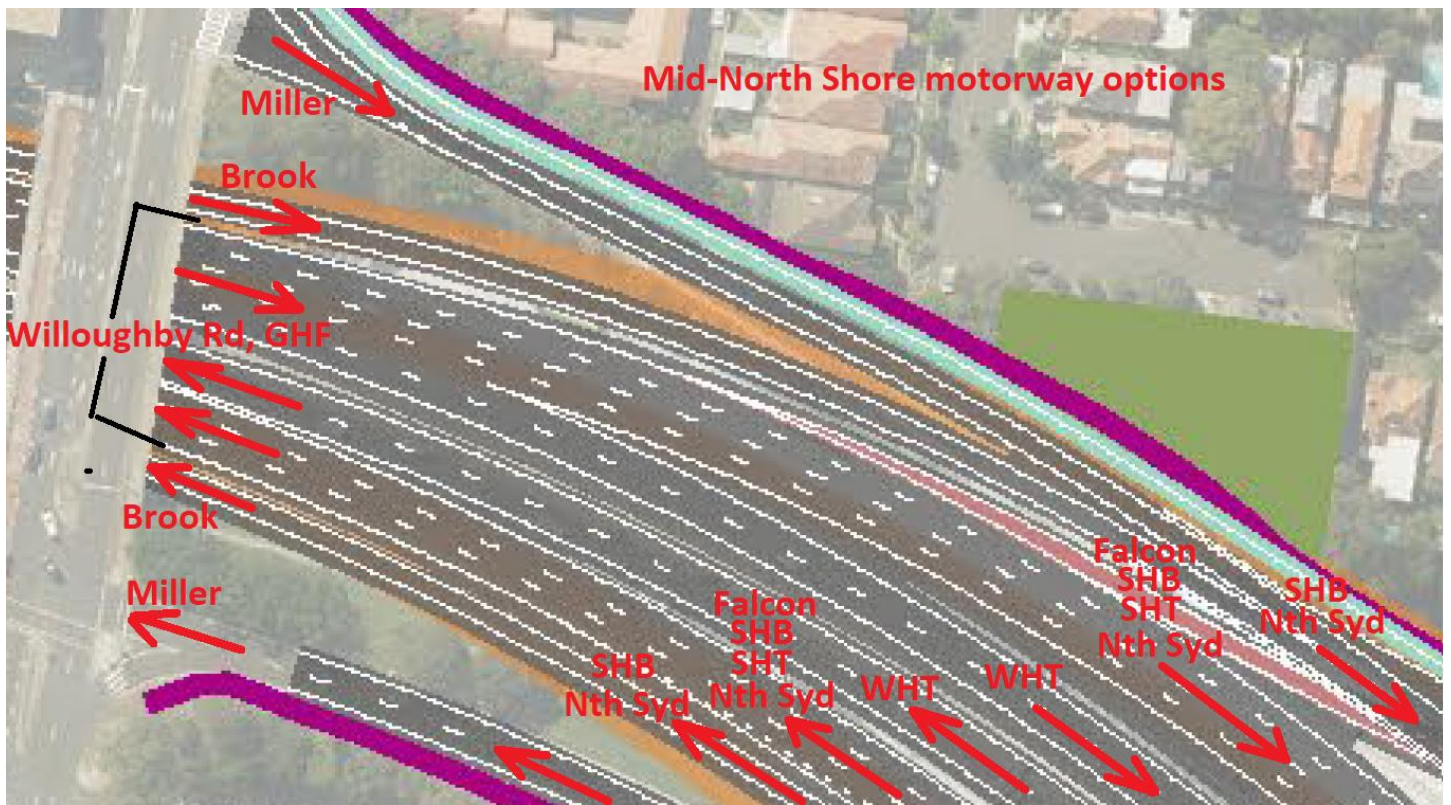 Mid-North Shore motorway options
Miller
Brook
Willoughby Rd, GHF
Brook
Miller
SHB
Nth Syd
Falcon
SHB
SHT
Nth Syd
WHT
WHT
Falcon
SHB
SHT
Nth Syd
SHB
Nth Syd